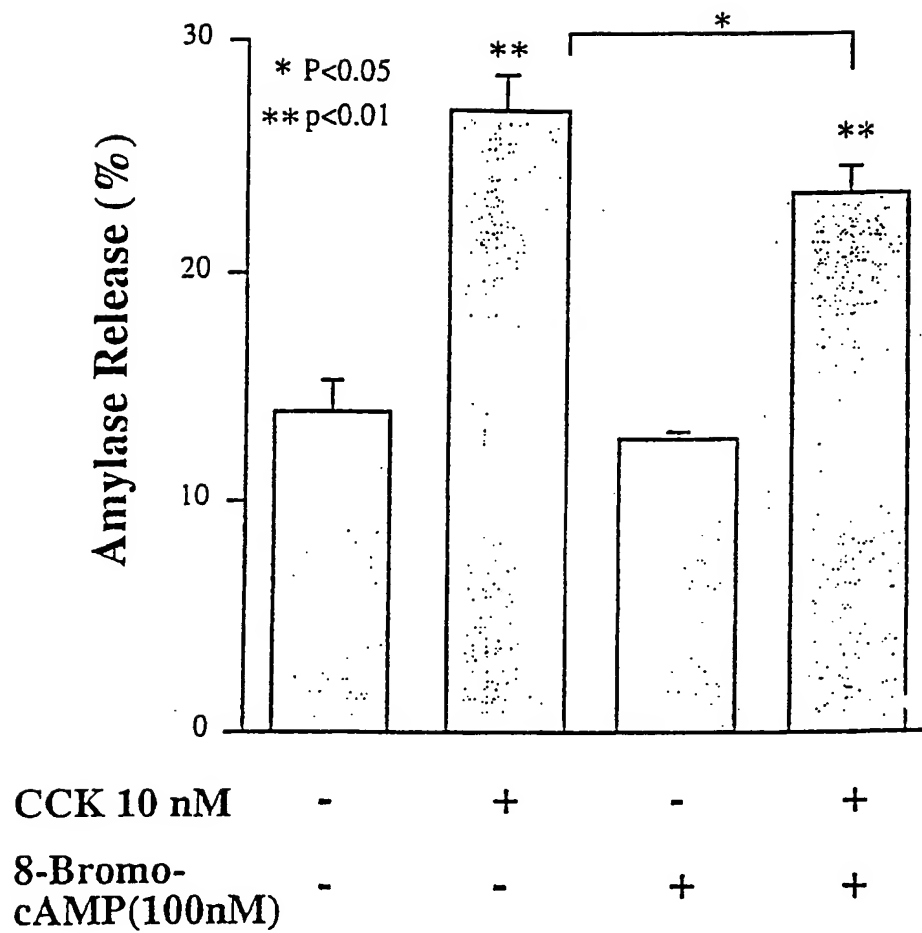 *
30
**
* P<0.05
** p<0.01
**
Amylase Release (%)
20
10
0
CCK 10 nM - + - +
8-Bromo-
cAMP(100nM) - - + +